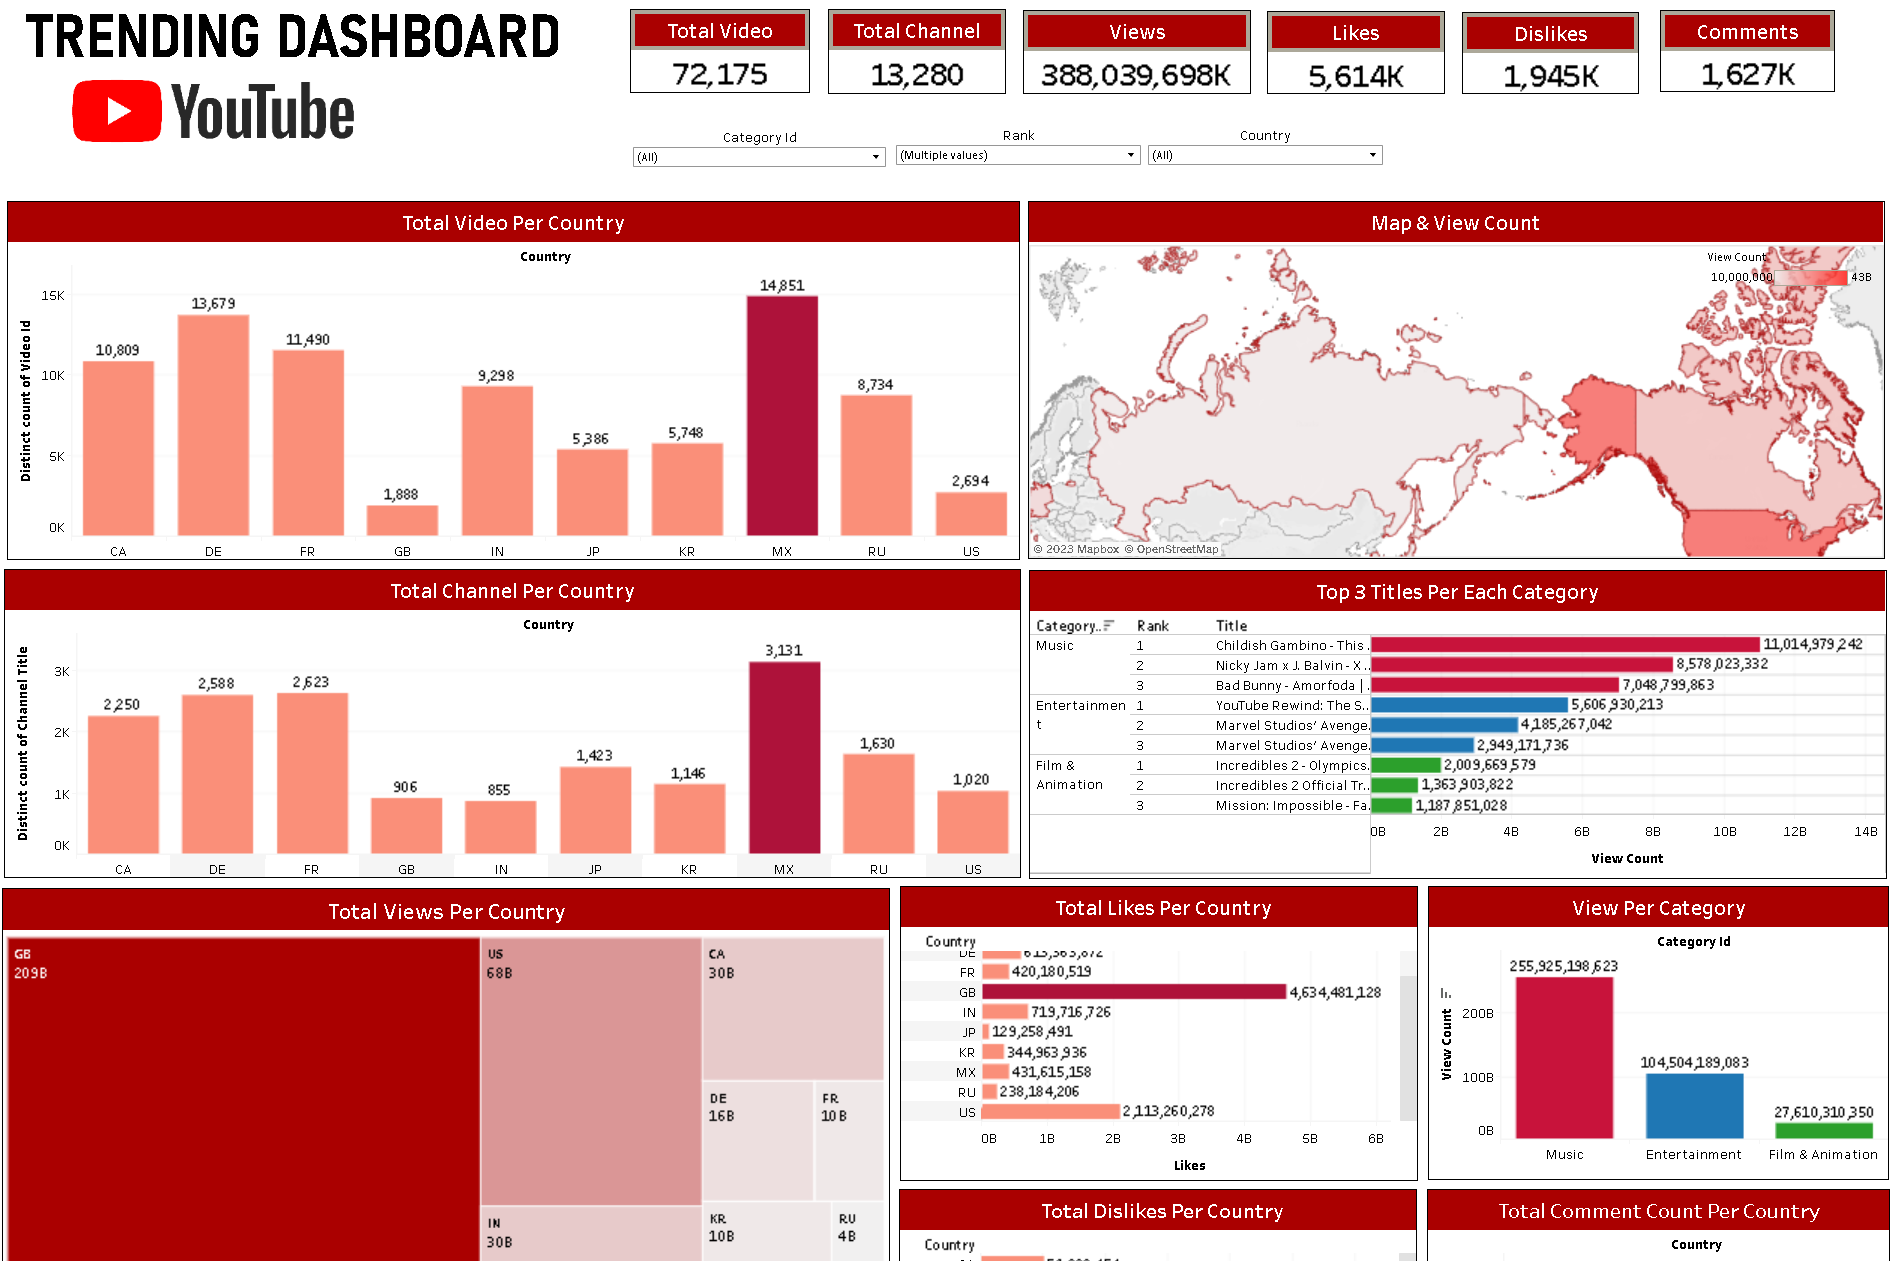 TRENDING DASHBOARD
YouTube
Total Video
72,175
Total Channel
13,280
Views
388,039,698K
Likes
5,614K
Dislikes
1,945K
Comments
1,627K
Category Id
(All)
Rank
(Multiple values)
Country
(All)
Total Video Per Country
Country
Distinct count of Video Id
15K
10K
5K
0K
10,809
13,679
11,490
1,888
9,298
5,386
5,748
14,851
8,734
2,694
CA DE FR GB IN JP KR MX RU US
Map & View Count
View Count
10,000,000 43B
© 2023 Mapbox © OpenStreetMap
Total Channel Per Country
Country
Distinct count of Channel Title
3K
2K
1K
0K
2,250
2,588
2,623
906
855
1,423
1,146
3,131
1,630
1,020
CA DE FR GB IN JP KR MX RU US
Top 3 Titles Per Each Category
Category.. Rank Title
Music 1 Childish Gambino - This . 11,014,979,242
2 Nicky Jam x J. Balvin - X .. 8,578,023,332
3 Bad Bunny - Amorfoda | . 7,048,799,863
Entertainmen 1 YouTube Rewind: The S.. 5,606,930,213
t 2 Marvel Studios' Avenge. 4,185,267,042
3 Marvel Studios' Avenge. 2,949,171,736
Film & 1 Incredibles 2 - Olympics. 2,009,669,579
Animation 2 Incredibles 2 Official Tr.. 1,363,903,822
3 Mission: Impossible - Fa. 1,187,851,028
0B 2B 4B 6B 8B 10B 12B 14B
View Count
Total Views Per Country
GB
209B
US
68B
CA
30B
DE
16B
FR
10B
IN
30B
KR
10B
RU
4B
Total Likes Per Country
Country
DE 613,363,872
FR 420,180,519
GB 4,634,481,128
IN 719,716,726
JP 129,258,491
KR 344,963,936
MX 431,615,158
RU 238,184,206
US 2,113,260,278
0B 1B 2B 3B 4B 5B 6B
Likes
View Per Category
Category Id
View Count
200B
100B
0B
255,925,198,623
104,504,189,083
27,610,310,350
Music Entertainment Film & Animation
Total Dislikes Per Country
Country
Total Comment Count Per Country
Country